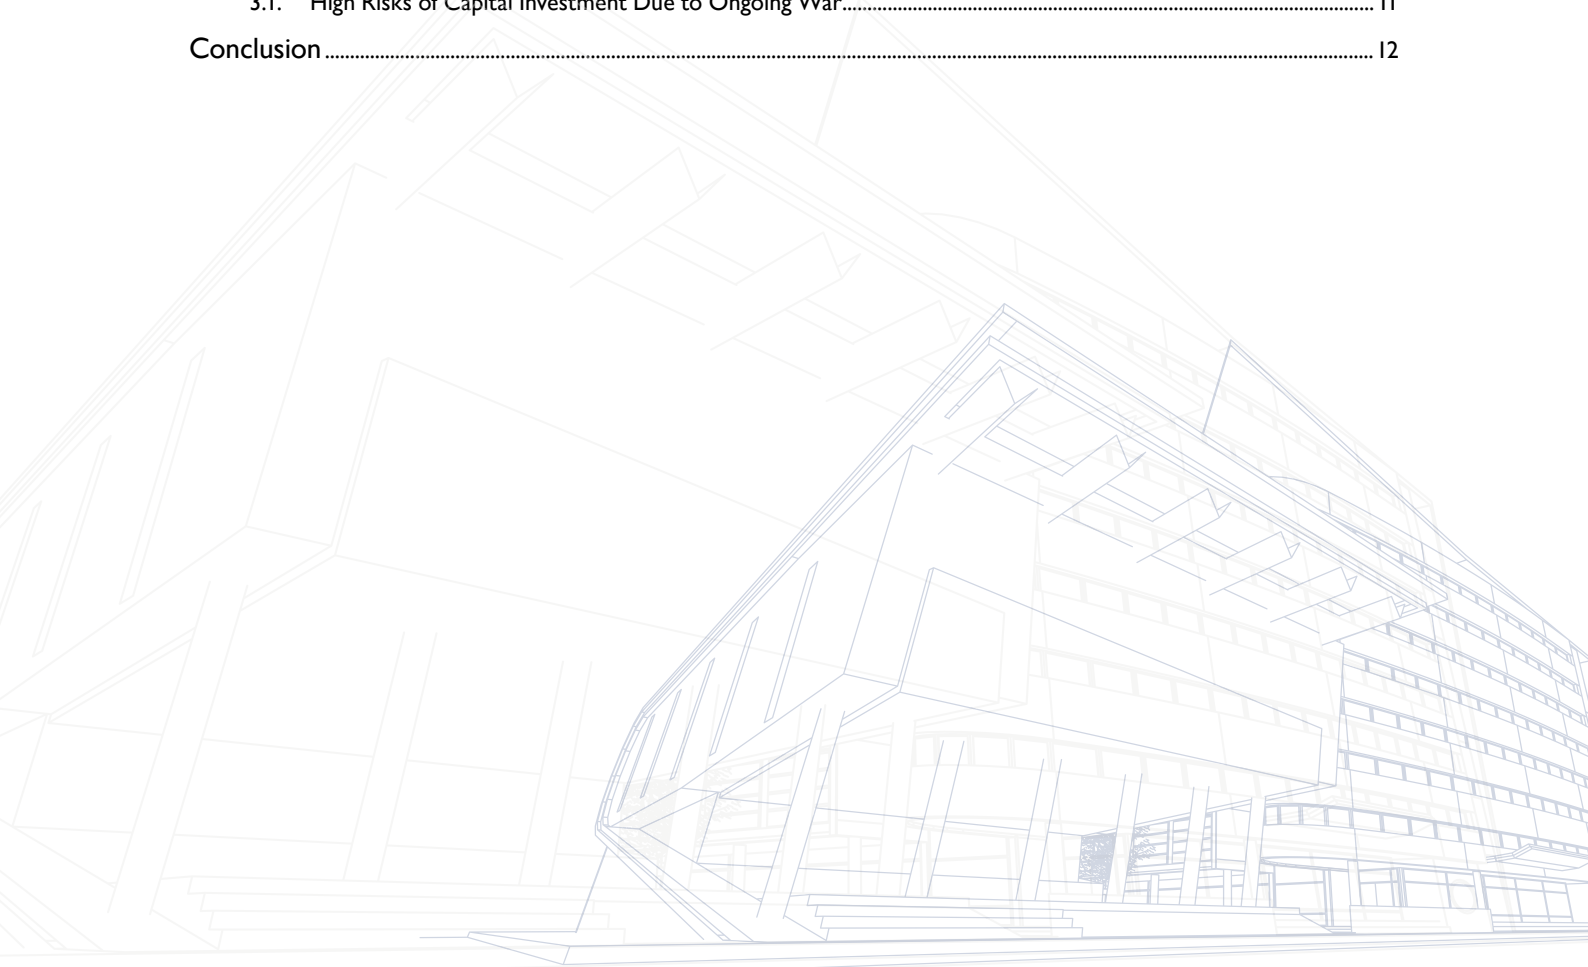 3.1. High Risks of Capital Investment Due to Ongoing War........................................................................................................ 11
Conclusion.................................................................................................................................................................................................................. 12